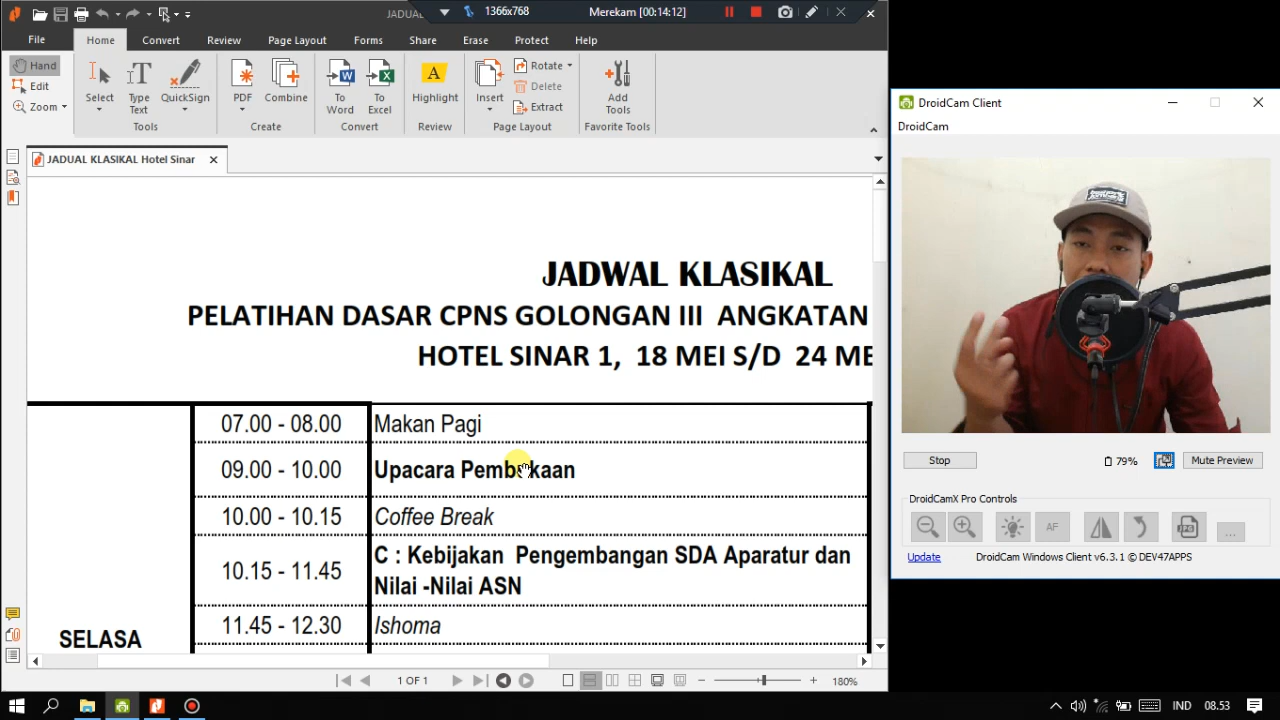 JADUAL
1366x768
Merekam [00:14:12]
File
Home
Convert
Review
Page Layout
Forms
Share
Erase
Protect
Help
Hand
Edit
Zoom
Select
Type
Text
QuickSign
PDF
Combine
To
Word
To
Excel
Highlight
Insert
Rotate
Delete
Extract
Add
Tools
Tools
Create
Convert
Review
Page Layout
Favorite Tools
JADUAL KLASIKAL Hotel Sinar
JADWAL KLASIKAL
PELATIHAN DASAR CPNS GOLONGAN III ANGKATAN
HOTEL SINAR 1, 18 MEI S/D 24 ME
07.00 - 08.00 Makan Pagi
09.00 - 10.00 Upacara Pembukaan
10.00 - 10.15 Coffee Break
10.15 - 11.45 C : Kebijakan Pengembangan SDA Aparatur dan
Nilai -Nilai ASN
11.45 - 12.30 Ishoma
SELASA
1 OF 1
180%
DroidCam Client
DroidCam
Stop
79%
Mute Preview
DroidCamX Pro Controls
AF
JPG
...
Update
DroidCam Windows Client v6.3.1 © DEV47APPS
IND
08.53